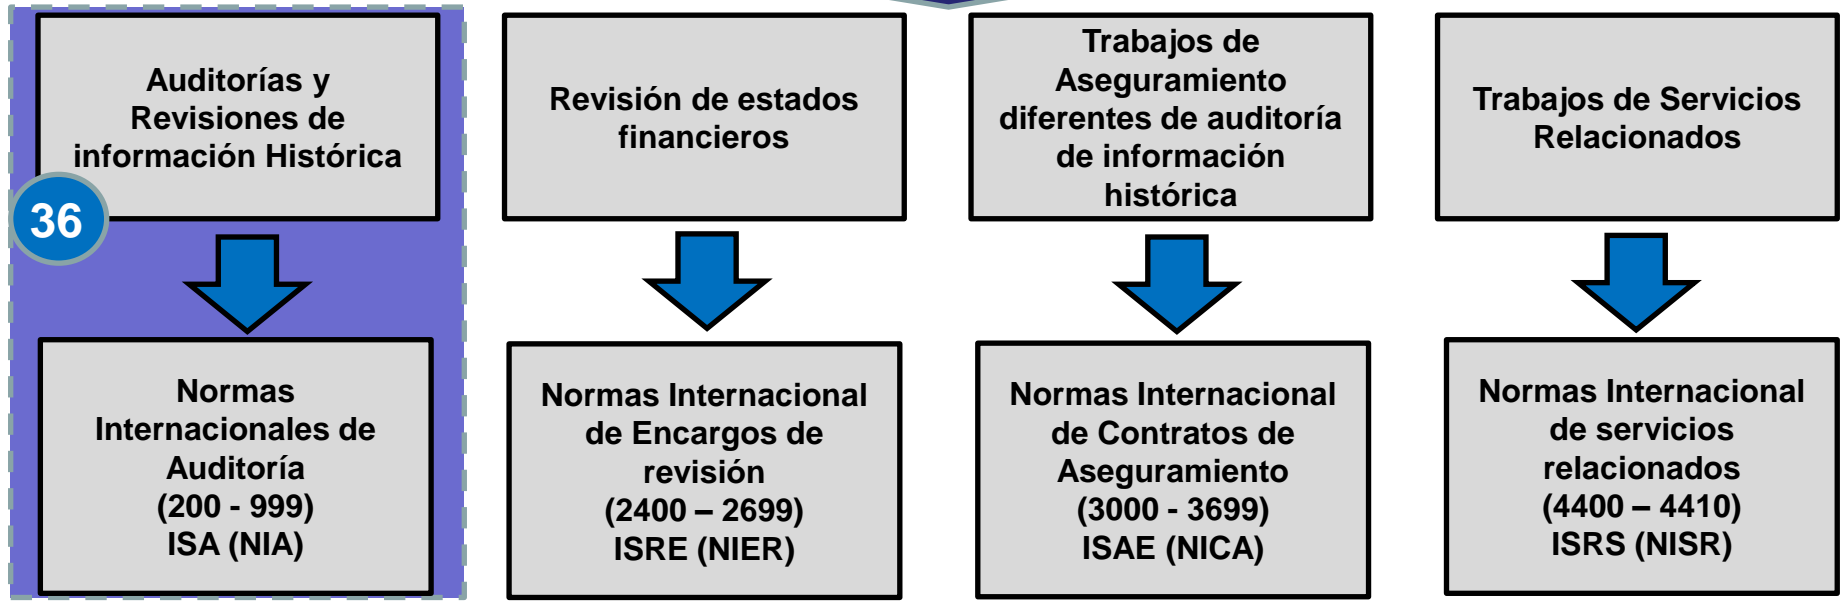 Auditorías y
Revisiones de
información Histórica
36
Normas
Internacionales de
Auditoría
(200 - 999)
ISA (NIA)
Revisión de estados
financieros
Normas Internacional
de Encargos de
revisión
(2400 – 2699)
ISRE (NIER)
Trabajos de
Aseguramiento
diferentes de auditoría
de información
histórica
Normas Internacional
de Contratos de
Aseguramiento
(3000 - 3699)
ISAE (NICA)
Trabajos de Servicios
Relacionados
Normas Internacional
de servicios
relacionados
(4400 – 4410)
ISRS (NISR)